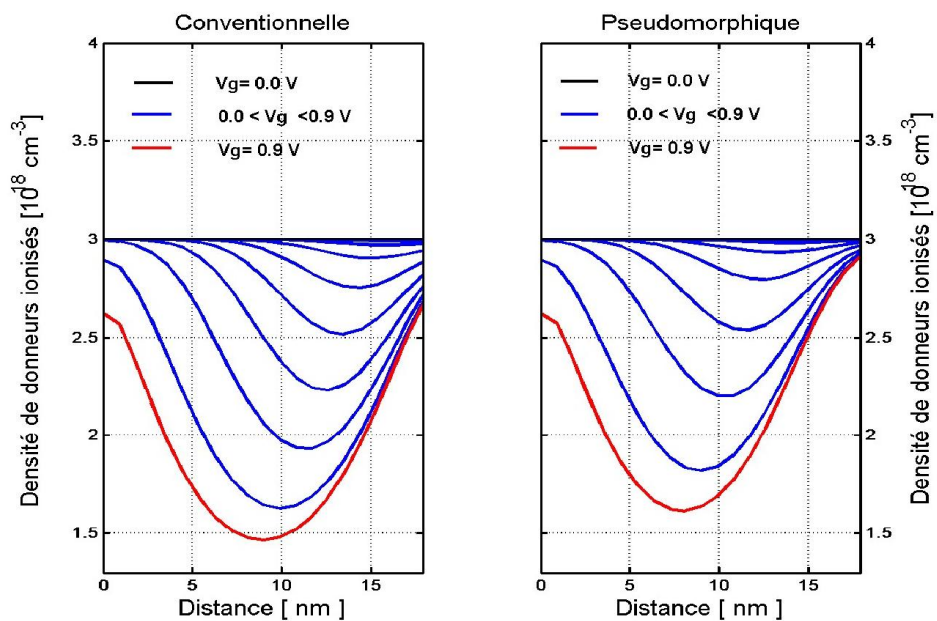 Conventionnelle
Densité de donneurs ionisés [10^18 cm^-3]
4
3.5
3
2.5
2
1.5
Vg= 0.0 V
0.0 < Vg <0.9 V
Vg= 0.9 V
0
5
10
15
Distance [ nm ]
Pseudomorphique
Vg= 0.0 V
0.0 < Vg <0.9 V
Vg= 0.9 V
4
3.5
3
2.5
2
1.5
0
5
10
15
Distance [ nm ]
Densité de donneurs ionisés [10^18 cm^-3]